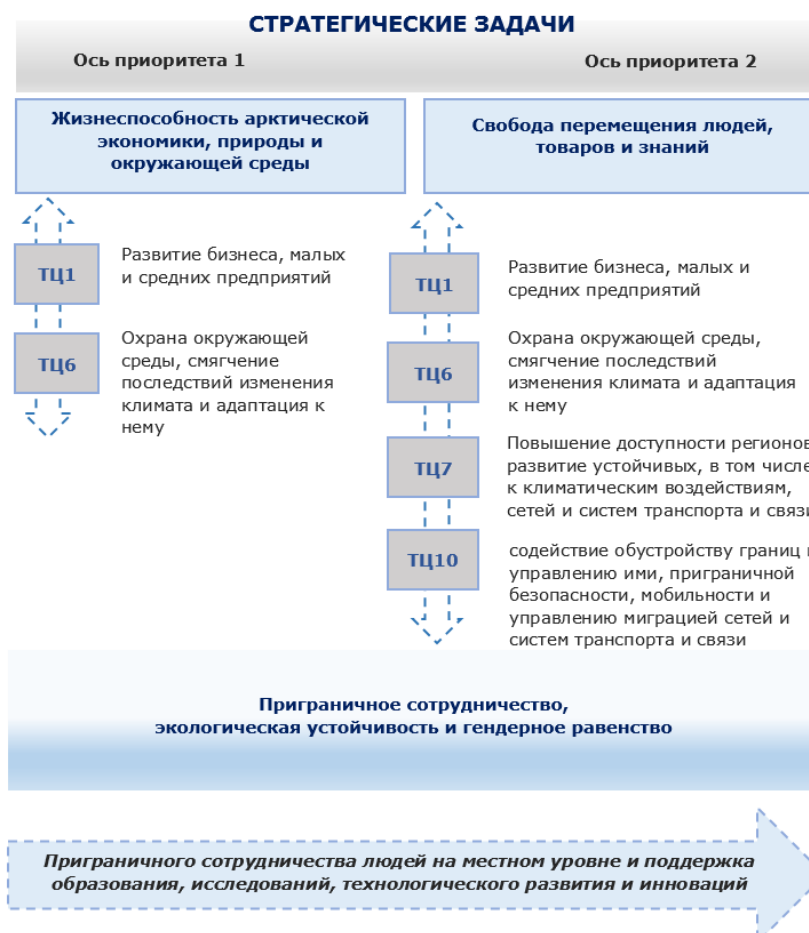 СТРАТЕГИЧЕСКИЕ ЗАДАЧИ
Ось приоритета 1
Ось приоритета 2
Жизнеспособность арктической
экономики, природы и
окружающей среды
Свобода перемещения людей,
товаров и знаний
ТЦ1
Развитие бизнеса, малых
и средних предприятий
ТЦ6
Охрана окружающей
среды, смягчение
последствий изменения
климата и адаптация к
нему
ТЦ1
Развитие бизнеса, малых и
средних предприятий
ТЦ6
Охрана окружающей среды,
смягчение последствий
изменения климата и адаптация
к нему
ТЦ7
Повышение доступности регионов
развитие устойчивых, в том числе
к климатическим воздействиям,
сетей и систем транспорта и связи
ТЦ10
содействие обустройству границ и
управлению ими, приграничной
безопасности, мобильности и
управлению миграцией сетей и
систем транспорта и связи
Приграничное сотрудничество,
экологическая устойчивость и гендерное равенство
Приграничного сотрудничества людей на местном уровне и поддержка
образования, исследований, технологического развития и инноваций